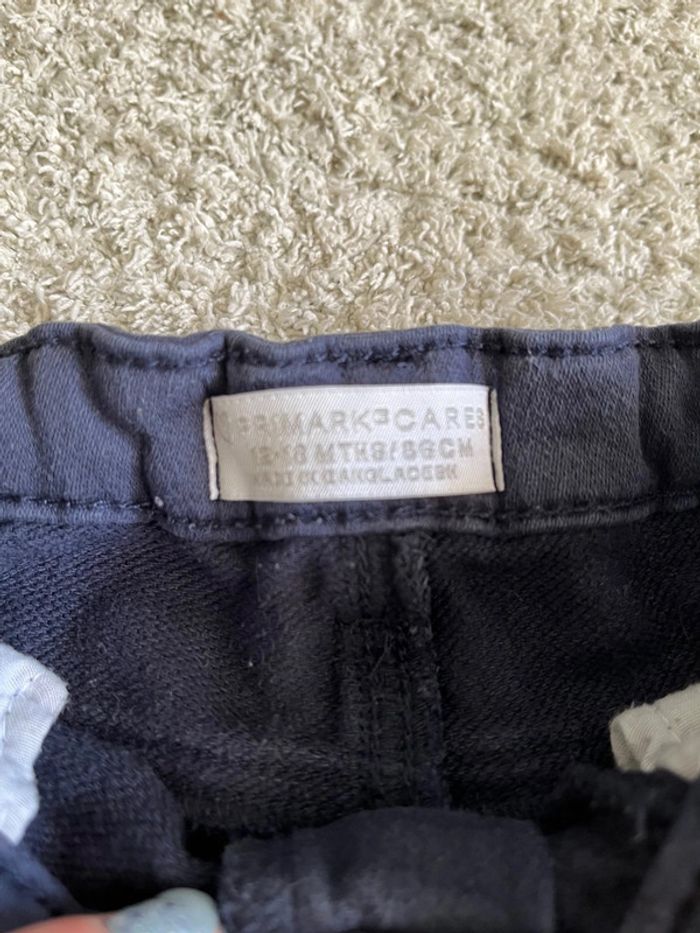 PRIMARK CARES
12-18 MTHS/86CM
MADE IN BANGLADESH